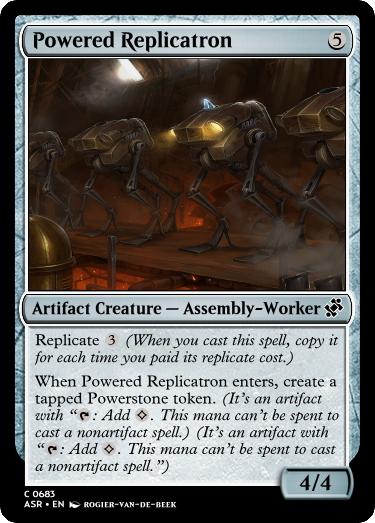 Powered Replicatron 5
Artifact Creature — Assembly-Worker
Replicate 3 (When you cast this spell, copy it
for each time you paid its replicate cost.)
When Powered Replicatron enters, create a
tapped Powerstone token. (It's an artifact
with “T: Add C. This mana can't be spent to
cast a nonartifact spell.) (It's an artifact with
“T: Add C. This mana can't be spent to cast
a nonartifact spell.”)
4/4
C 0683
ASR • EN ROGIER-VAN-DE-BEEK